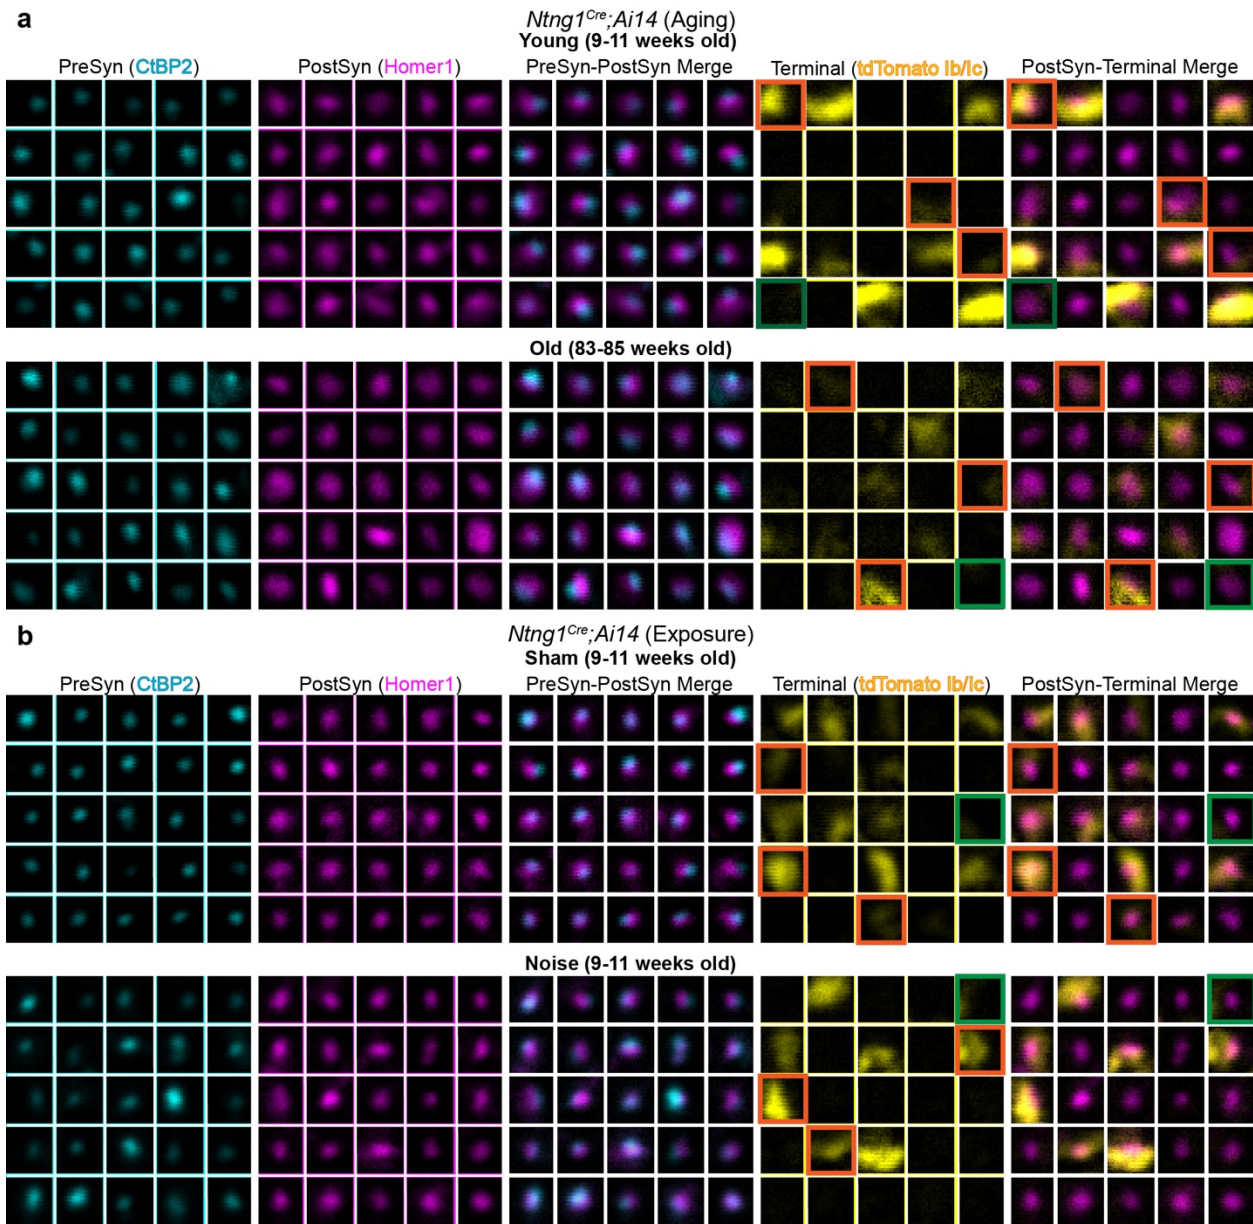 a
Ntng1Cre;Ai14 (Aging)
Young (9-11 weeks old)
PreSyn (CtBP2) PostSyn (Homer1) PreSyn-PostSyn Merge Terminal (tdTomato Ib/Ic) PostSyn-Terminal Merge
Old (83-85 weeks old)
b
Ntng1Cre;Ai14 (Exposure)
Sham (9-11 weeks old)
PreSyn (CtBP2) PostSyn (Homer1) PreSyn-PostSyn Merge Terminal (tdTomato Ib/Ic) PostSyn-Terminal Merge
Noise (9-11 weeks old)